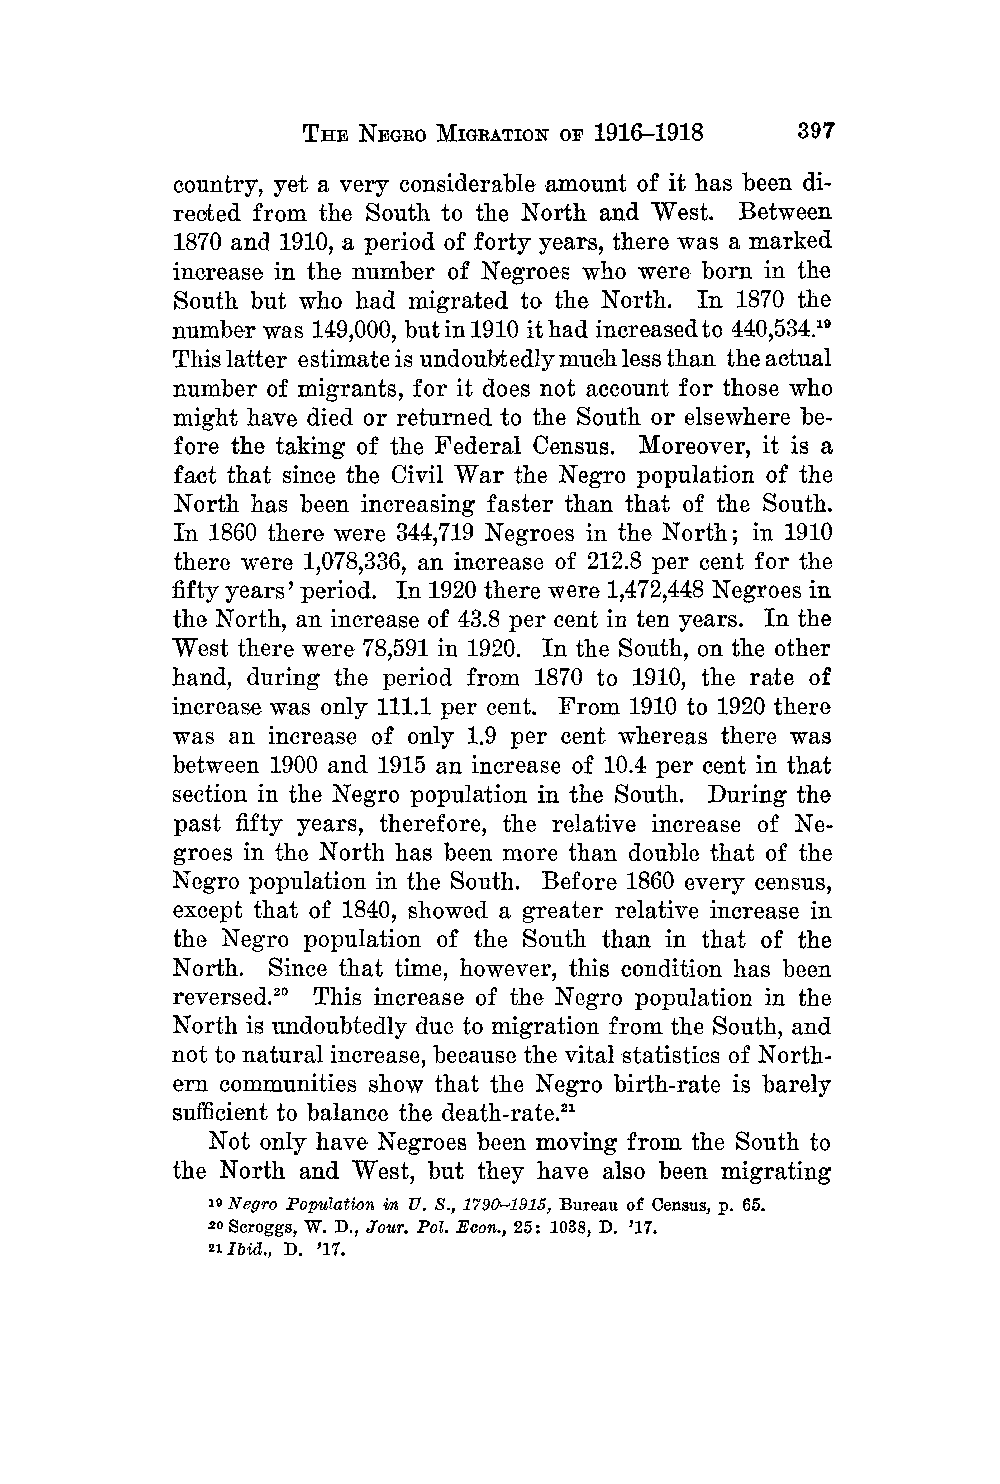 The Negro Migration of 1916–1918 397
country, yet a very considerable amount of it has been di-
rected from the South to the North and West. Between
1870 and 1910, a period of forty years, there was a marked
increase in the number of Negroes who were born in the
South but who had migrated to the North. In 1870 the
number was 149,000, but in 1910 it had increased to 440,534.¹⁹
This latter estimate is undoubtedly much less than the actual
number of migrants, for it does not account for those who
might have died or returned to the South or elsewhere be-
fore the taking of the Federal Census. Moreover, it is a
fact that since the Civil War the Negro population of the
North has been increasing faster than that of the South.
In 1860 there were 344,719 Negroes in the North; in 1910
there were 1,078,336, an increase of 212.8 per cent for the
fifty years' period. In 1920 there were 1,472,448 Negroes in
the North, an increase of 43.8 per cent in ten years. In the
West there were 78,591 in 1920. In the South, on the other
hand, during the period from 1870 to 1910, the rate of
increase was only 111.1 per cent. From 1910 to 1920 there
was an increase of only 1.9 per cent whereas there was
between 1900 and 1915 an increase of 10.4 per cent in that
section in the Negro population in the South. During the
past fifty years, therefore, the relative increase of Ne-
groes in the North has been more than double that of the
Negro population in the South. Before 1860 every census,
except that of 1840, showed a greater relative increase in
the Negro population of the South than in that of the
North. Since that time, however, this condition has been
reversed.²⁰ This increase of the Negro population in the
North is undoubtedly due to migration from the South, and
not to natural increase, because the vital statistics of North-
ern communities show that the Negro birth-rate is barely
sufficient to balance the death-rate.²¹
Not only have Negroes been moving from the South to
the North and West, but they have also been migrating
¹⁹ Negro Population in U. S., 1790–1915, Bureau of Census, p. 65.
²⁰ Scroggs, W. D., Jour. Pol. Econ., 25: 1038, D. '17.
²¹ Ibid., D. '17.